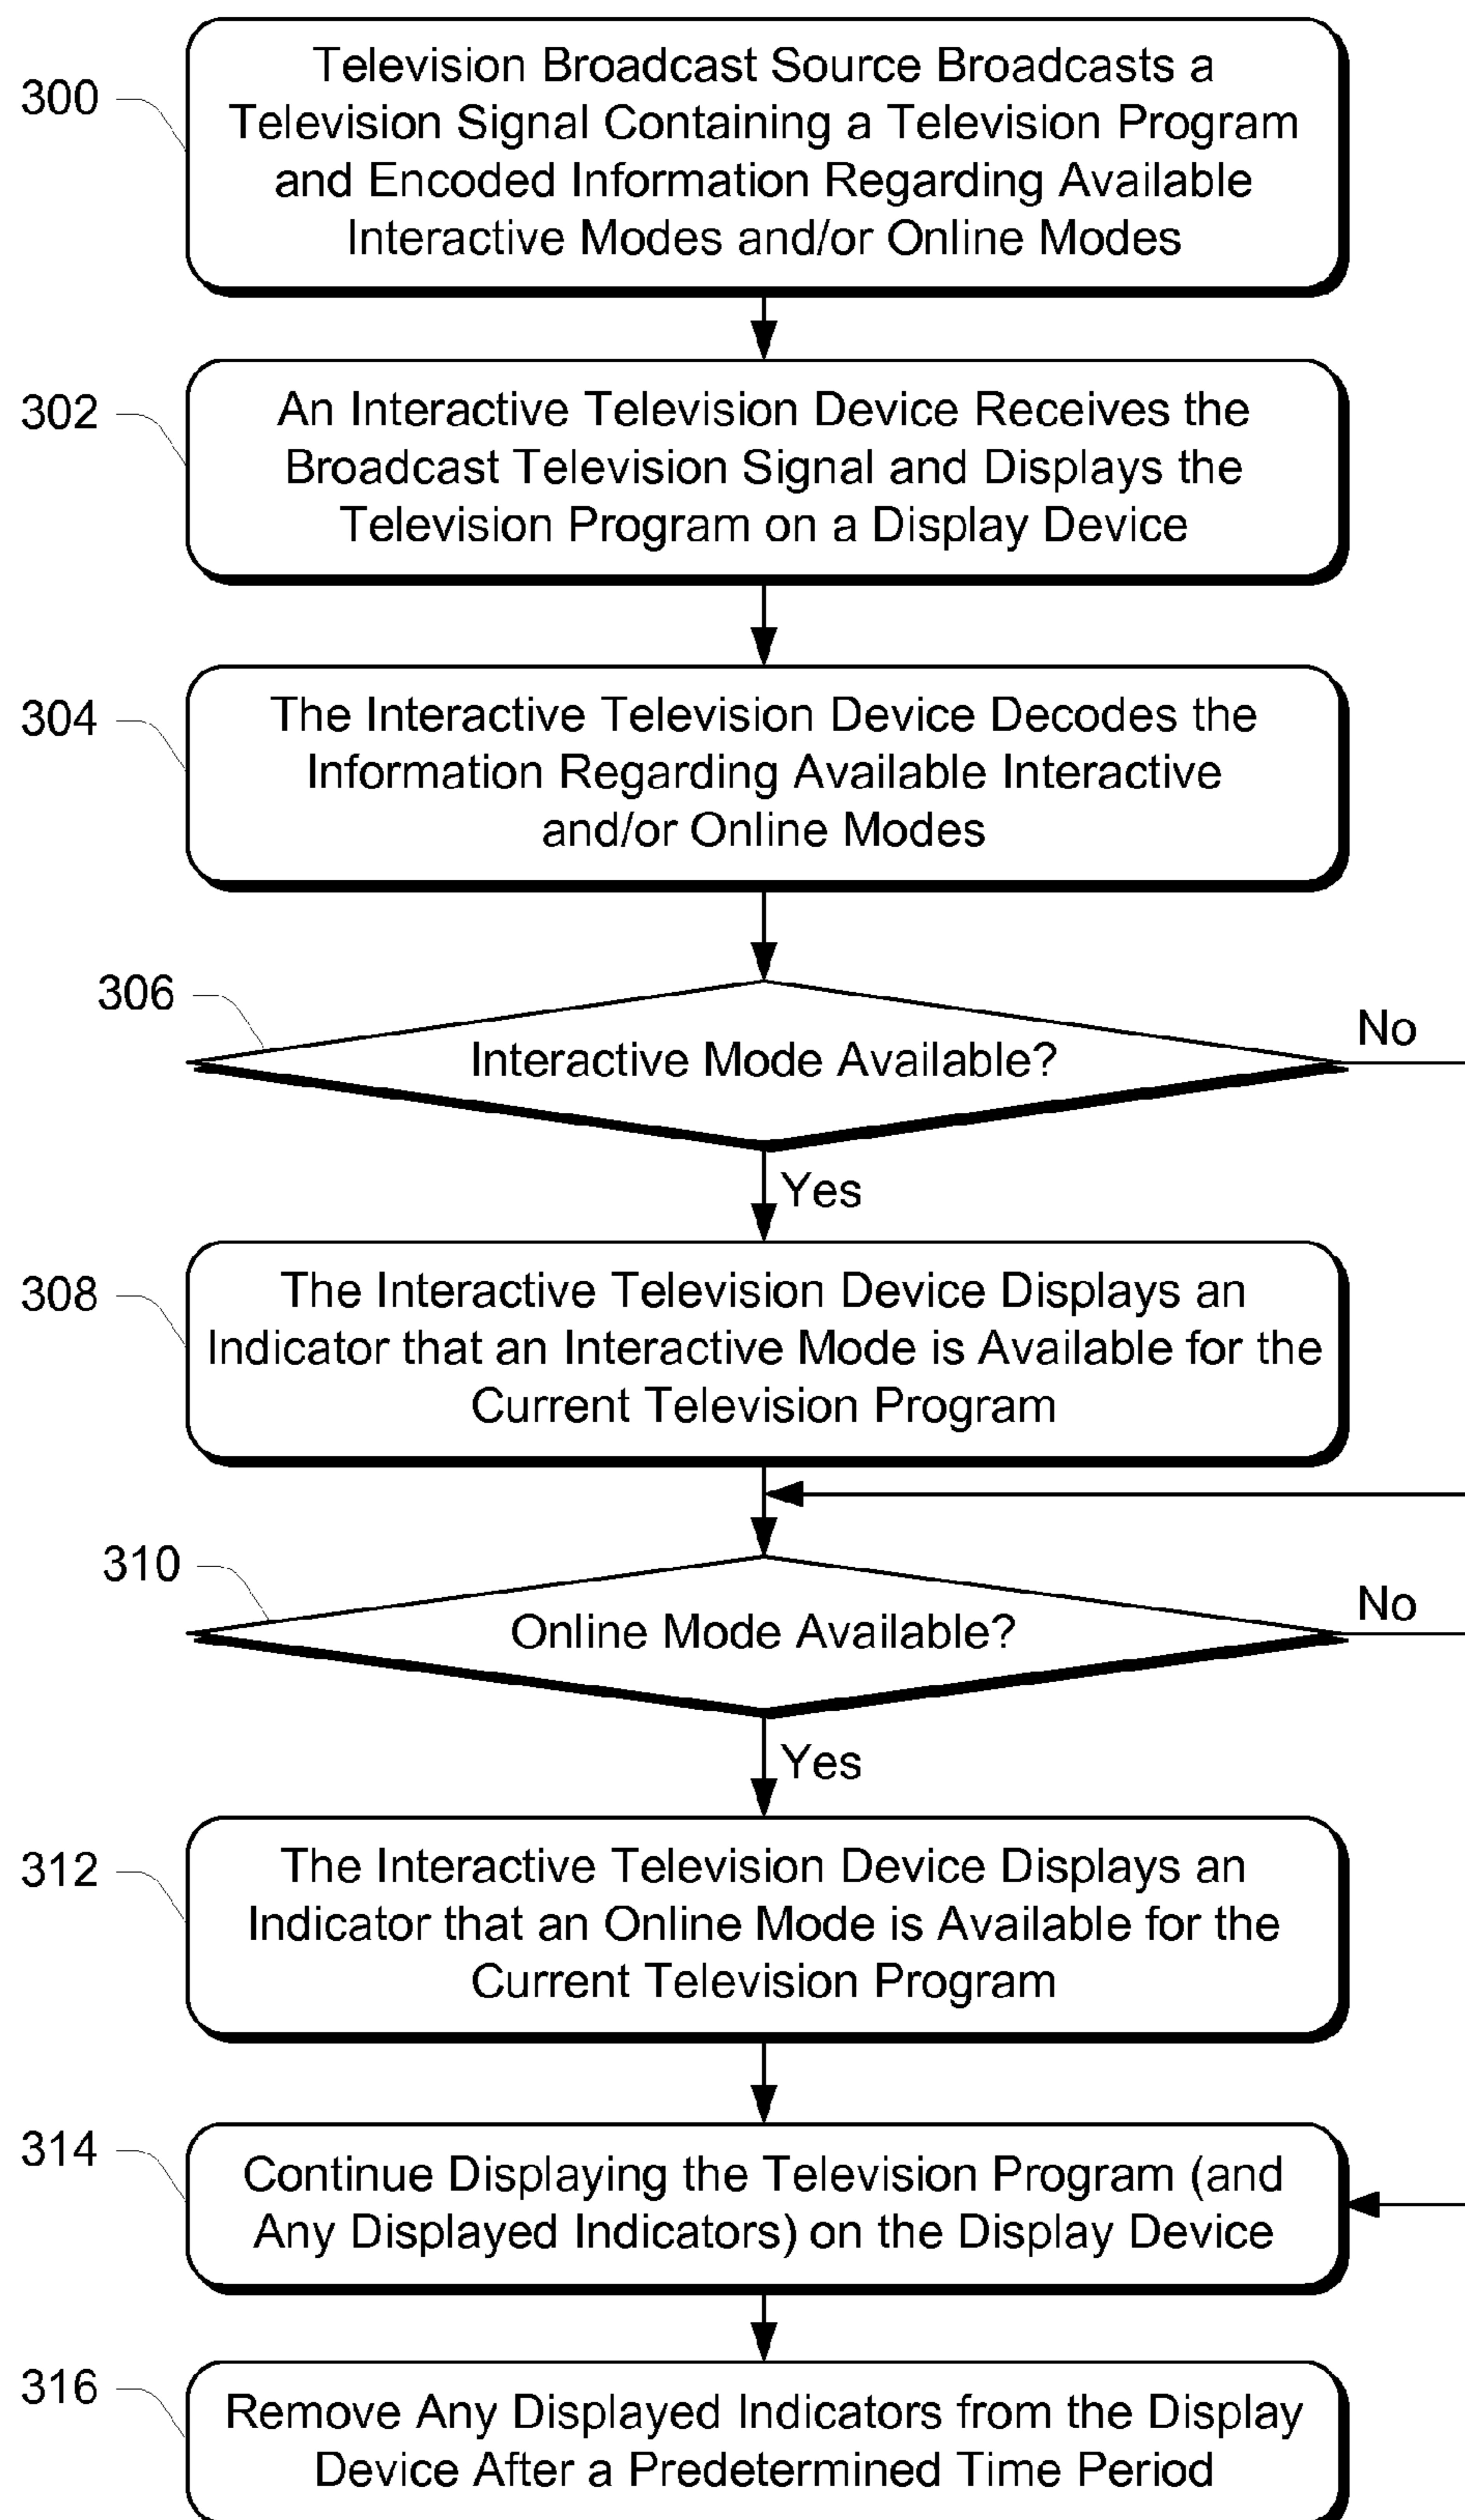 300
Television Broadcast Source Broadcasts a
Television Signal Containing a Television Program
and Encoded Information Regarding Available
Interactive Modes and/or Online Modes
302
An Interactive Television Device Receives the
Broadcast Television Signal and Displays the
Television Program on a Display Device
304
The Interactive Television Device Decodes the
Information Regarding Available Interactive
and/or Online Modes
306
Interactive Mode Available?
No
Yes
308
The Interactive Television Device Displays an
Indicator that an Interactive Mode is Available for the
Current Television Program
310
Online Mode Available?
No
Yes
312
The Interactive Television Device Displays an
Indicator that an Online Mode is Available for the
Current Television Program
314
Continue Displaying the Television Program (and
Any Displayed Indicators) on the Display Device
316
Remove Any Displayed Indicators from the Display
Device After a Predetermined Time Period